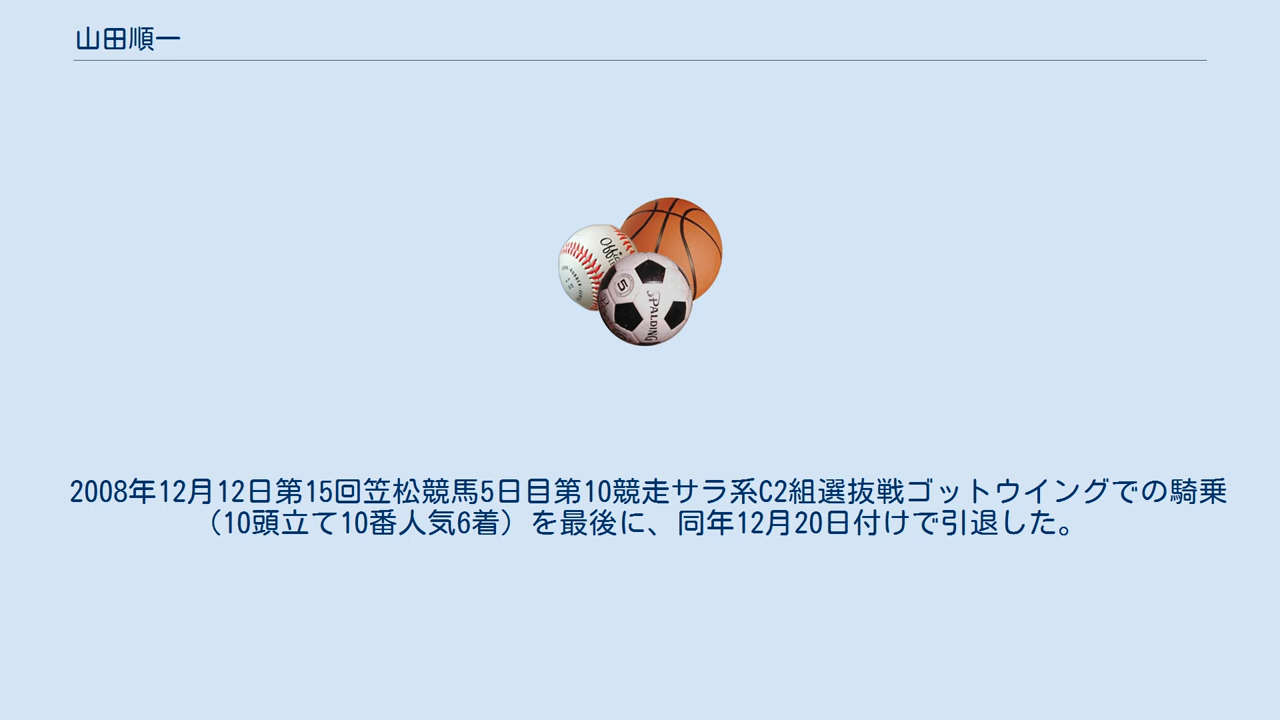 山田順一
Offic
5
SPALDING
2008年12月12日第15回笠松競馬5日目第10競走サラ系C2組選抜戦ゴットウイングでの騎乗
（10頭立て10番人気6着）を最後に、同年12月20日付けで引退した。